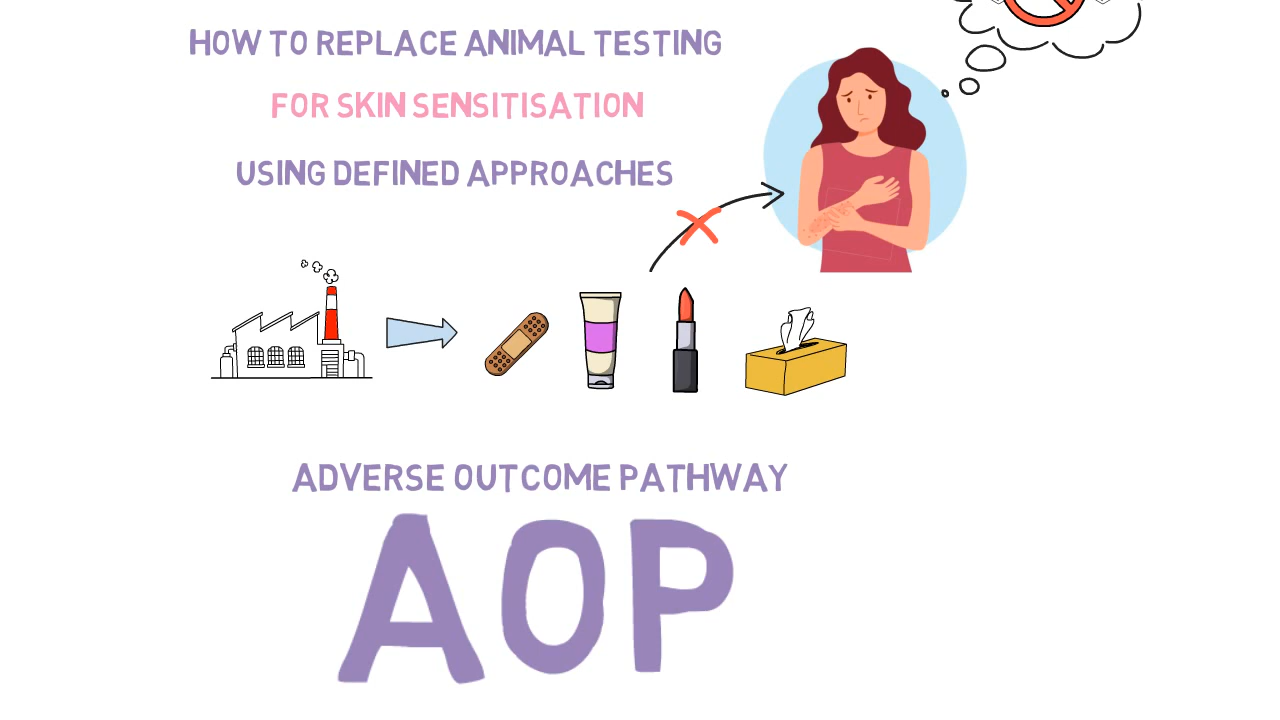 HOW TO REPLACE ANIMAL TESTING
FOR SKIN SENSITISATION
USING DEFINED APPROACHES
ADVERSE OUTCOME PATHWAY
AOP